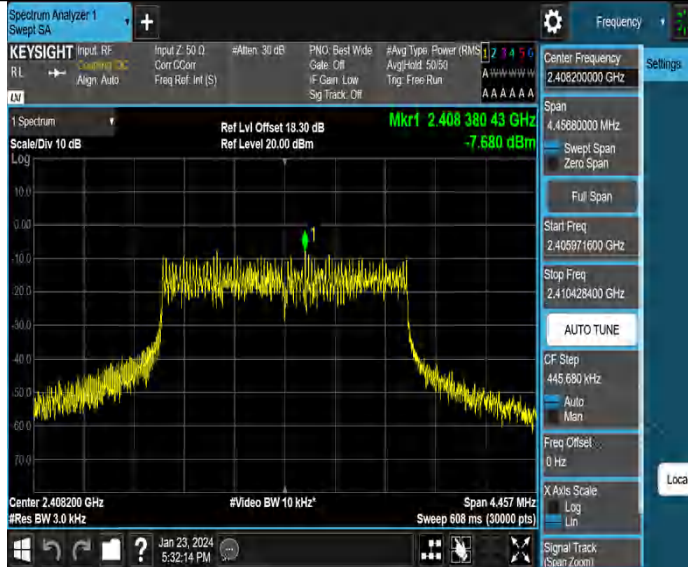 Spectrum Analyzer 1
Swept SA
+
Frequency
KEYSIGHT
Input: RF
Coupling: DC
Align: Auto
Input Z: 50 Ω
Corr CCorr
Freq Ref: Int (S)
#Atten: 30 dB
PNO: Best Wide
Gate: Off
IF Gain: Low
Sig Track: Off
#Avg Type: Power (RMS
Avg|Hold: 50/50
Trig: Free Run
1 2 3 4 5 6
A W W W W W
A A A A A A
RL
LXI
Center Frequency
2.408200000 GHz
Settings
Span
4.45680000 MHz
Swept Span
Zero Span
Full Span
Start Freq
2.405971600 GHz
Stop Freq
2.410428400 GHz
AUTO TUNE
CF Step
445.680 kHz
Auto
Man
Freq Offset
0 Hz
X Axis Scale
Log
Lin
Signal Track
(Span Zoom)
Local
1 Spectrum
Scale/Div 10 dB
Ref Lvl Offset 18.30 dB
Ref Level 20.00 dBm
Mkr1 2.408 380 43 GHz
-7.680 dBm
Log
10.0
0.00
-10.0
-20.0
-30.0
-40.0
-50.0
-60.0
-70.0
1
Center 2.408200 GHz
#Res BW 3.0 kHz
#Video BW 10 kHz*
Span 4.457 MHz
Sweep 608 ms (30000 pts)
?
Jan 23, 2024
5:32:14 PM